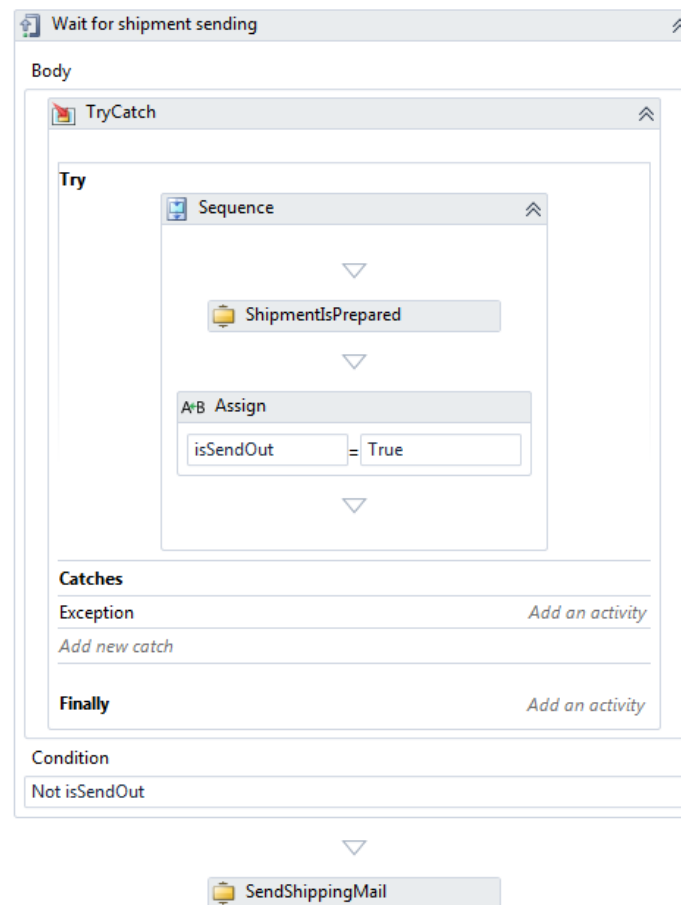 Wait for shipment sending
Body
TryCatch
Try
Sequence
ShipmentIsPrepared
A+B Assign
isSendOut = True
Catches
Exception Add an activity
Add new catch
Finally Add an activity
Condition
Not isSendOut
SendShippingMail